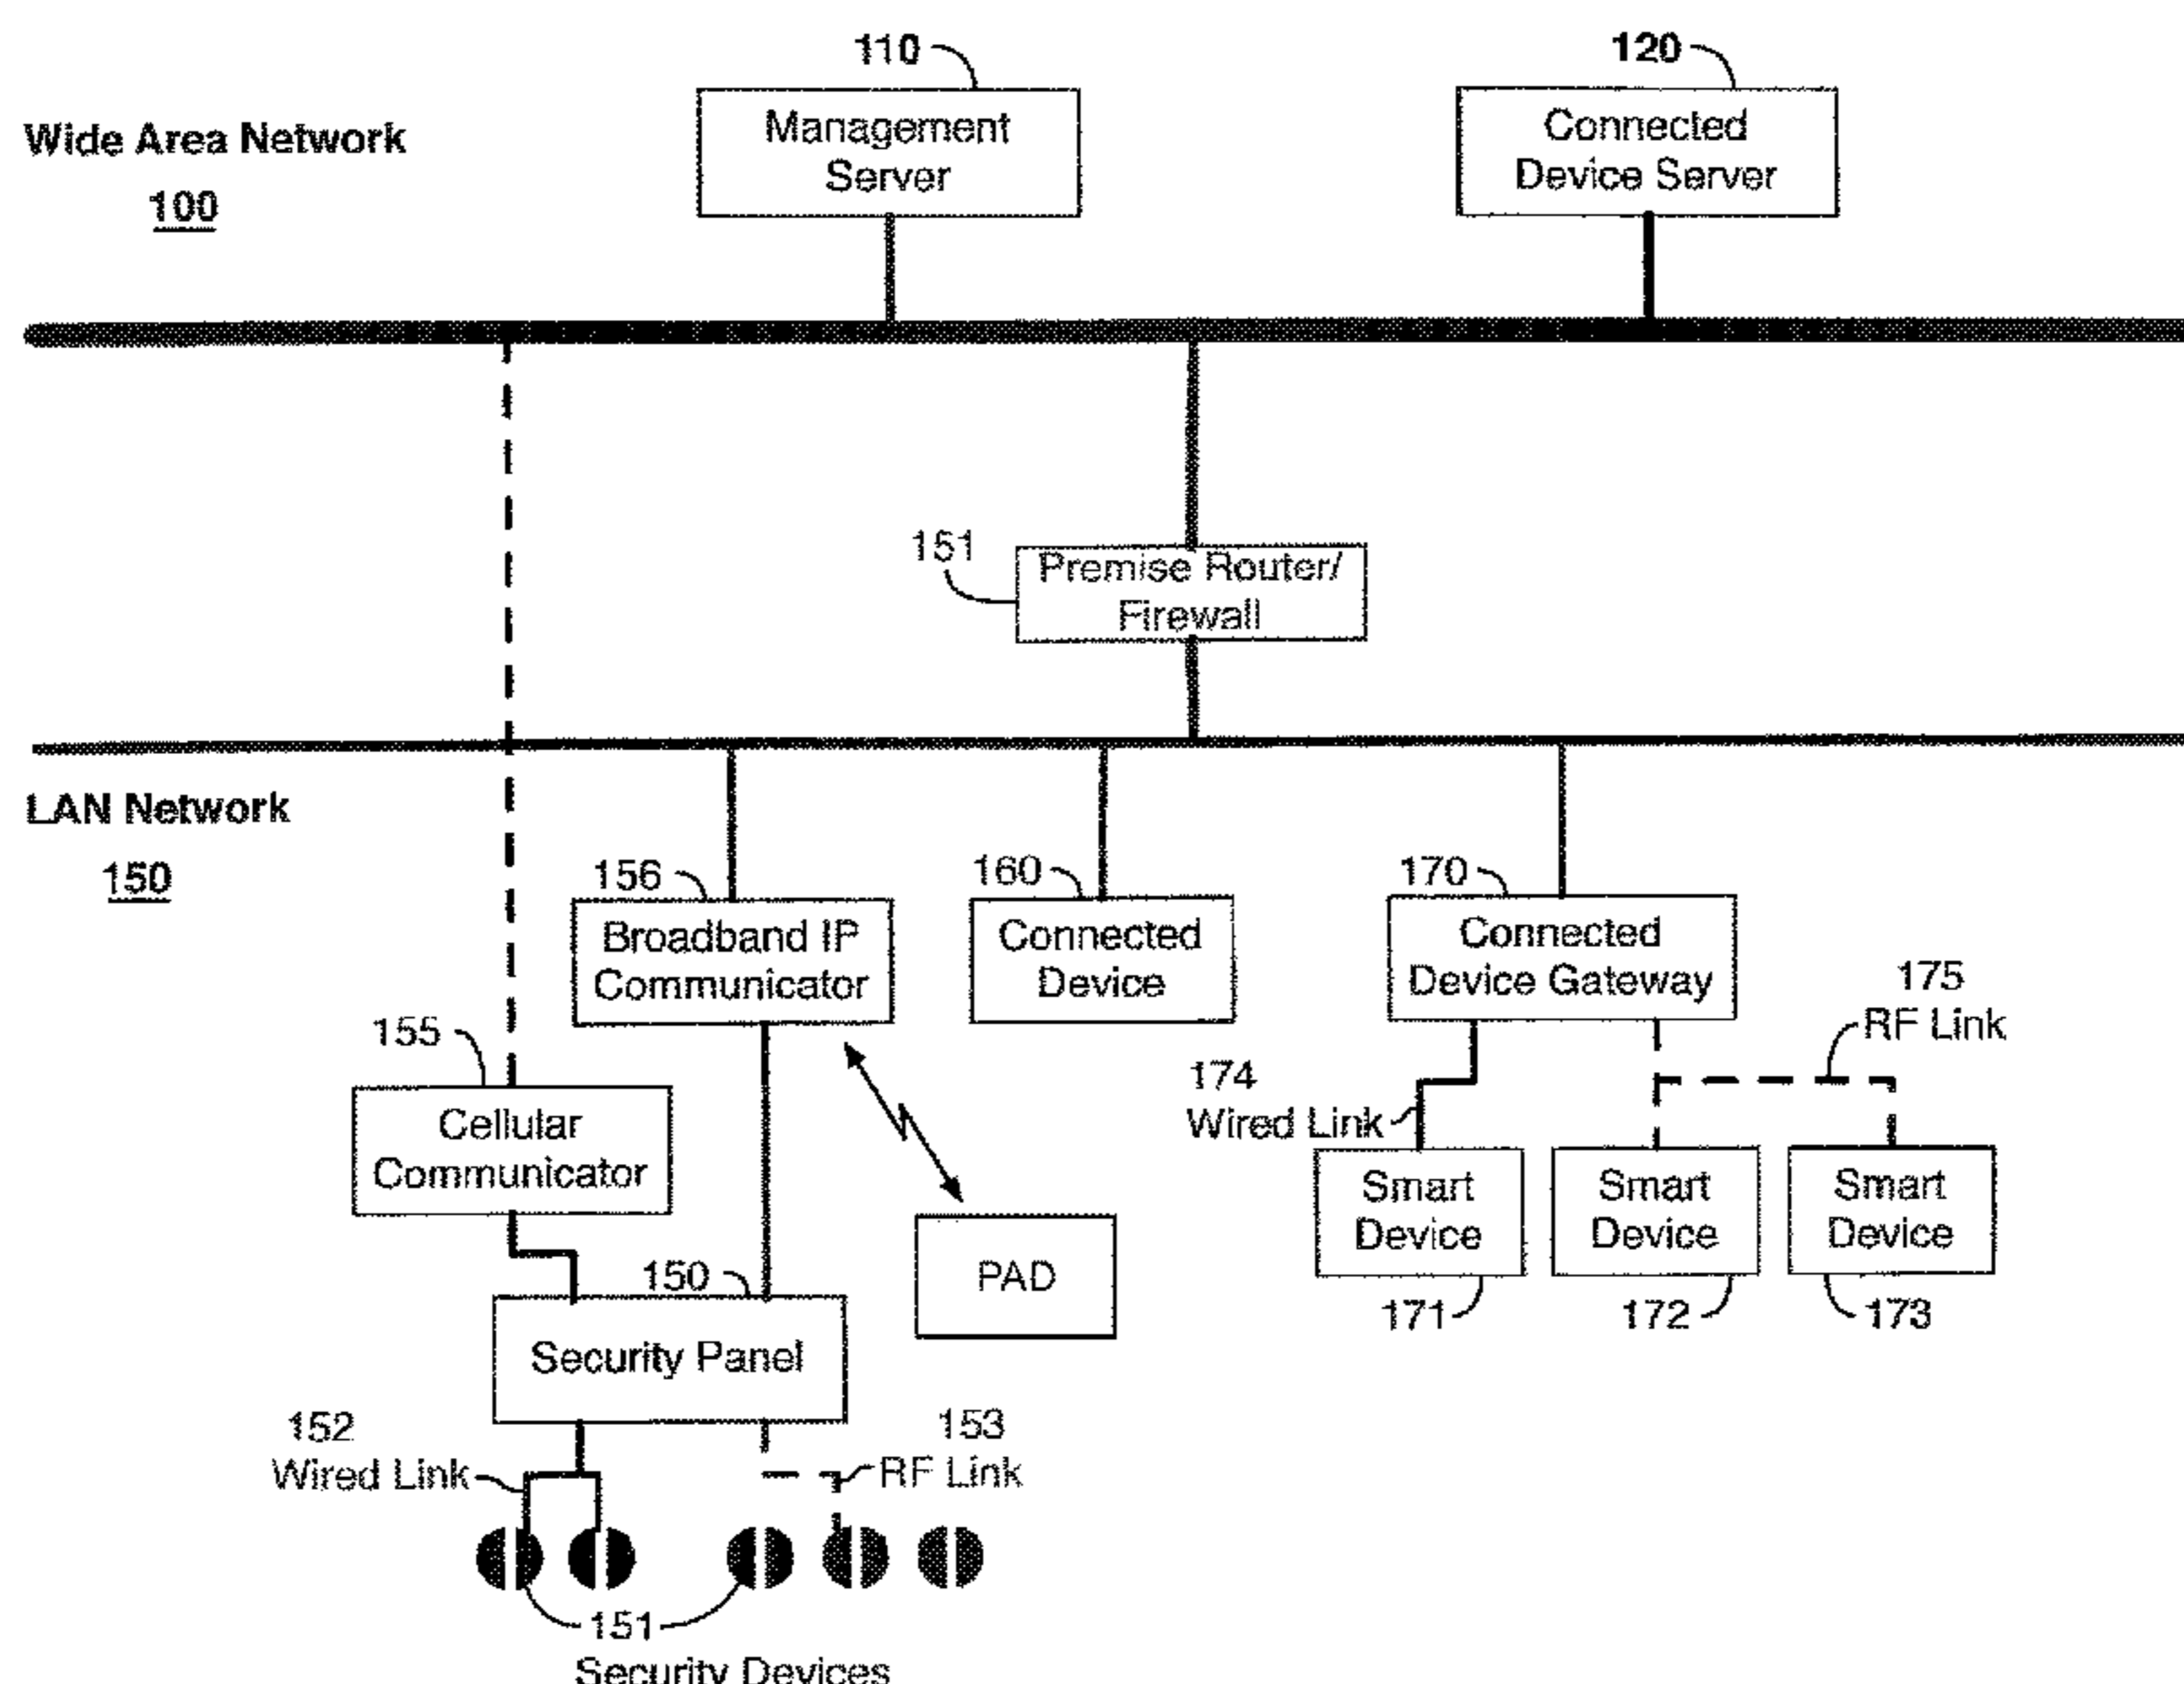 110
120
Wide Area Network
100
Management
Server
Connected
Device Server
151
Premise Router/
Firewall
LAN Network
150
156
Broadband IP
Communicator
160
Connected
Device
170
Connected
Device Gateway
175
RF Link
155
Cellular
Communicator
174
Wired Link
Smart
Device
Smart
Device
Smart
Device
171
172
173
PAD
150
Security Panel
152
Wired Link
153
RF Link
151
Security Devices